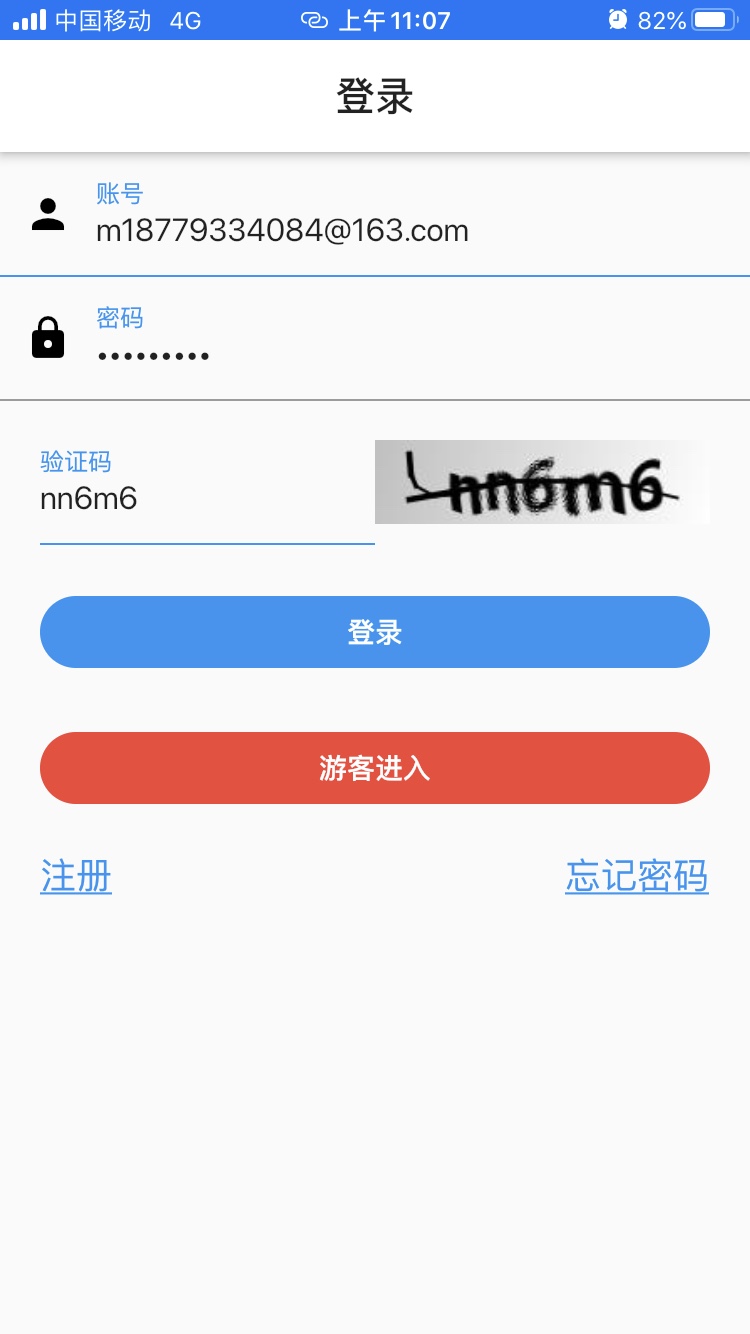 中国移动 4G 上午11:07 82%
登录
账号
m18779334084@163.com
密码
•••••••••
验证码
nn6m6
nn6m6
登录
游客进入
注册 忘记密码